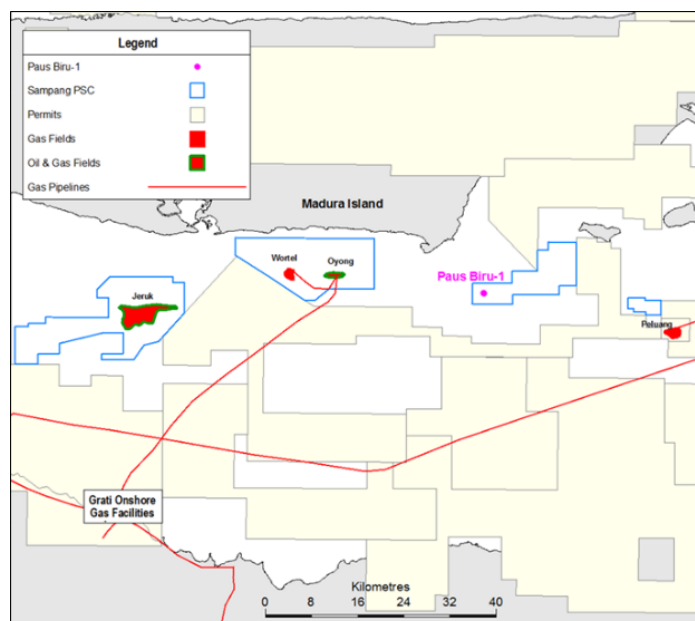 Legend
Paus Biru-1
Sampang PSC
Permits
Gas Fields
Oil & Gas Fields
Gas Pipelines
Madura Island
Wortel
Oyong
Paus Biru-1
Jeruk
Peluang
Grati Onshore
Gas Facilities
Kilometres
0 8 16 24 32 40